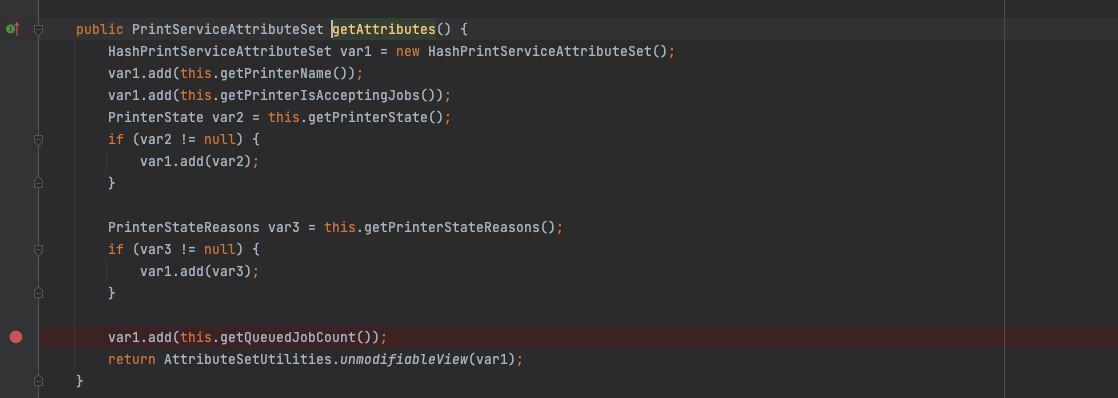 public PrintServiceAttributeSet getAttributes() {
HashPrintServiceAttributeSet var1 = new HashPrintServiceAttributeSet();
var1.add(this.getPrinterName());
var1.add(this.getPrinterIsAcceptingJobs());
PrinterState var2 = this.getPrinterState();
if (var2 != null) {
var1.add(var2);
}
PrinterStateReasons var3 = this.getPrinterStateReasons();
if (var3 != null) {
var1.add(var3);
}
var1.add(this.getQueuedJobCount());
return AttributeSetUtilities.unmodifiableView(var1);
}